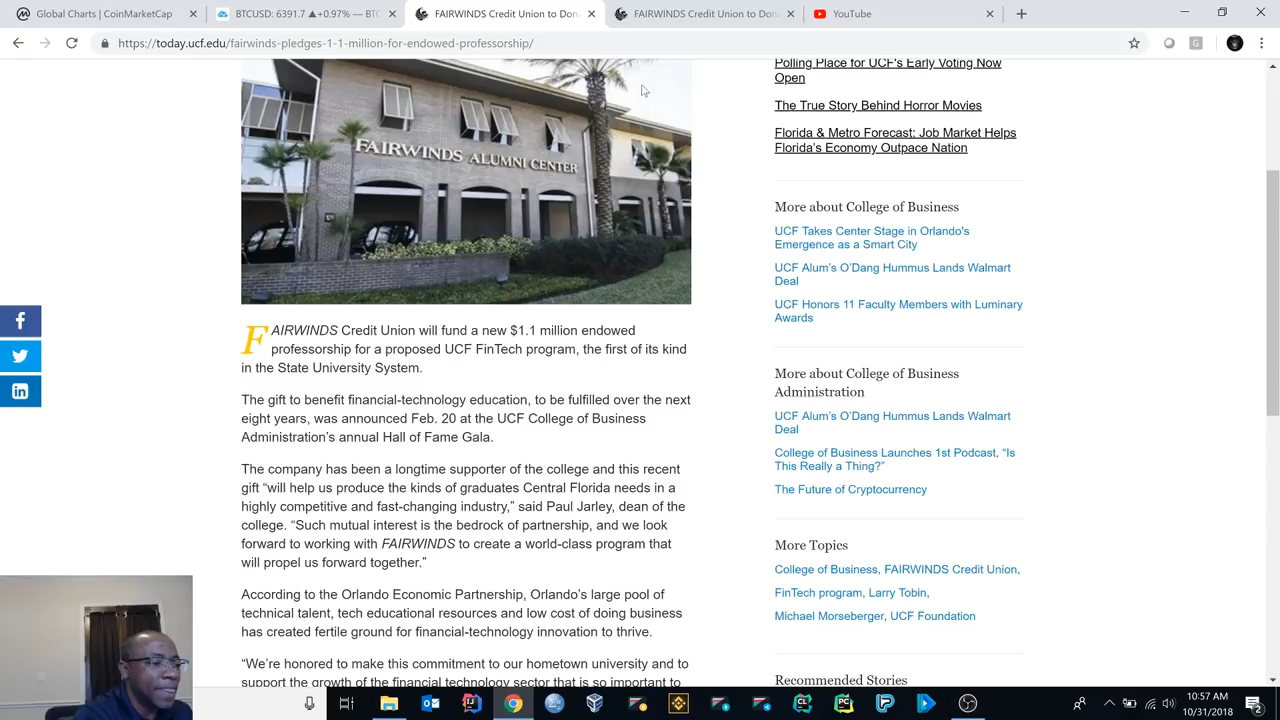 Global Charts | CoinMarketCap
BTCUSD: 6391.7 ▲+0.97% — BTC
FAIRWINDS Credit Union to Don
FAIRWINDS Credit Union to Don
YouTube
https://today.ucf.edu/fairwinds-pledges-1-1-million-for-endowed-professorship/
FAIRWINDS ALUMNI CENTER
FAIRWINDS Credit Union will fund a new $1.1 million endowed
professorship for a proposed UCF FinTech program, the first of its kind
in the State University System.
The gift to benefit financial-technology education, to be fulfilled over the next
eight years, was announced Feb. 20 at the UCF College of Business
Administration's annual Hall of Fame Gala.
The company has been a longtime supporter of the college and this recent
gift “will help us produce the kinds of graduates Central Florida needs in a
highly competitive and fast-changing industry,” said Paul Jarley, dean of the
college. “Such mutual interest is the bedrock of partnership, and we look
forward to working with FAIRWINDS to create a world-class program that
will propel us forward together.”
According to the Orlando Economic Partnership, Orlando’s large pool of
technical talent, tech educational resources and low cost of doing business
has created fertile ground for financial-technology innovation to thrive.
“We’re honored to make this commitment to our hometown university and to
support the growth of the financial technology sector that is so important to
Polling Place for UCF's Early Voting Now
Open
The True Story Behind Horror Movies
Florida & Metro Forecast: Job Market Helps
Florida’s Economy Outpace Nation
More about College of Business
UCF Takes Center Stage in Orlando's
Emergence as a Smart City
UCF Alum’s O’Dang Hummus Lands Walmart
Deal
UCF Honors 11 Faculty Members with Luminary
Awards
More about College of Business
Administration
UCF Alum’s O’Dang Hummus Lands Walmart
Deal
College of Business Launches 1st Podcast, “Is
This Really a Thing?”
The Future of Cryptocurrency
More Topics
College of Business, FAIRWINDS Credit Union,
FinTech program, Larry Tobin,
Michael Morseberger, UCF Foundation
Recommended Stories
10:57 AM
10/31/2018